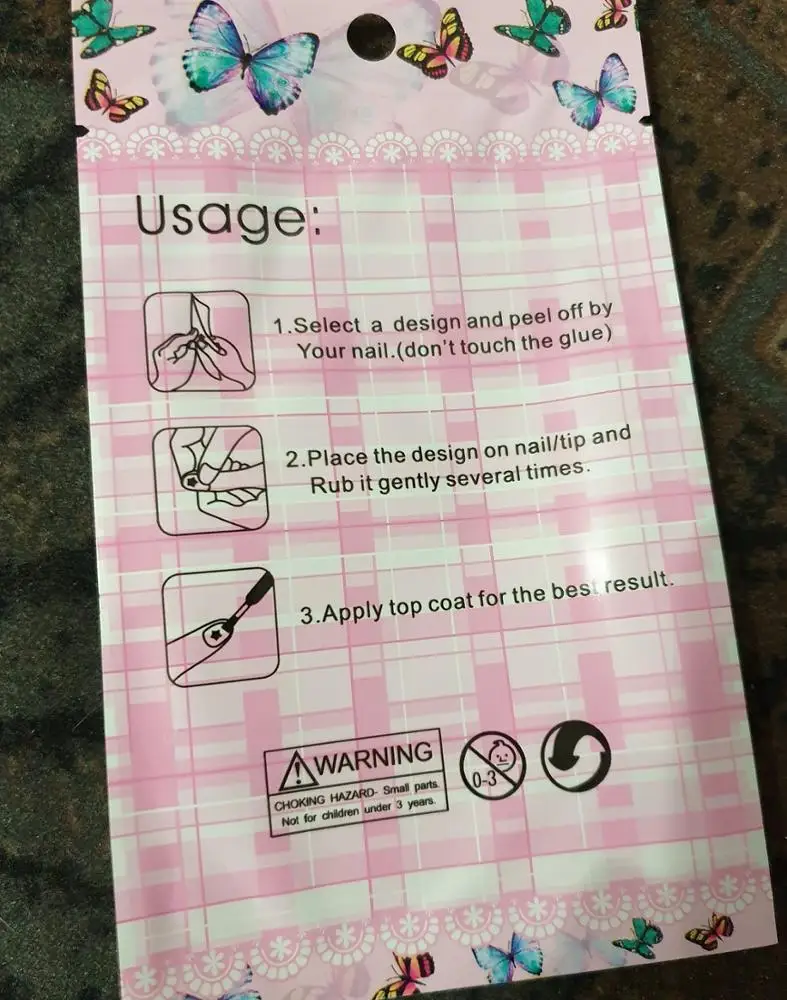 Usage:
1.Select a design and peel off by
Your nail.(don't touch the glue)
2.Place the design on nail/tip and
Rub it gently several times.
3.Apply top coat for the best result.
WARNING
CHOKING HAZARD- Small parts.
Not for children under 3 years.
0-3